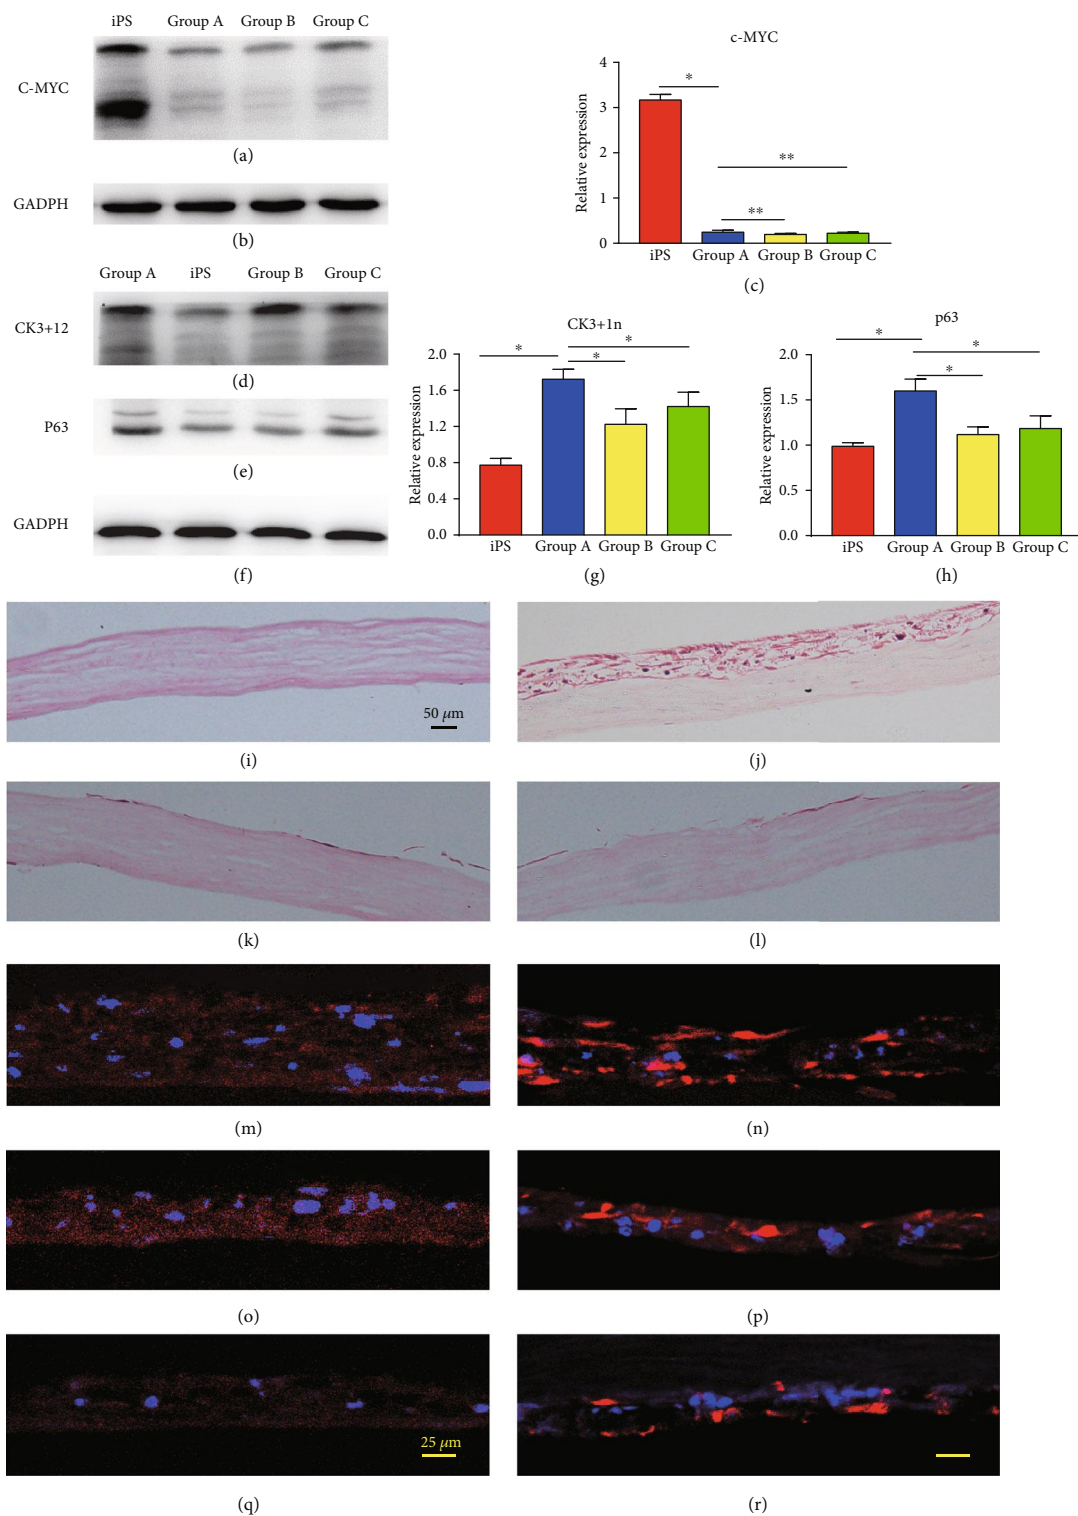 iPS Group A Group B Group C
C-MYC
(a)
GADPH
(b)
Group A iPS Group B Group C
CK3+12
(d)
P63
(e)
GADPH
(f)
c-MYC
Relative expression
4
3
2
1
0
*
**
**
iPS Group A Group B Group C
(c)
CK3+1n
Relative expression
2.0
1.6
1.2
0.8
0.4
0.0
*
*
*
iPS Group A Group B Group C
(g)
p63
Relative expression
2.0
1.5
1.0
0.5
0.0
*
*
*
iPS Group A Group B Group C
(h)
50 μm
(i)
(j)
(k)
(l)
(m)
(n)
(o)
(p)
25 μm
(q)
(r)